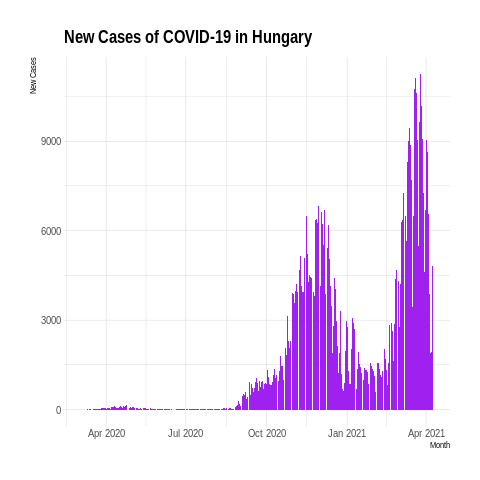 New Cases of COVID-19 in Hungary
New Cases
9000
6000
3000
0
Apr 2020 Jul 2020 Oct 2020 Jan 2021 Apr 2021
Month